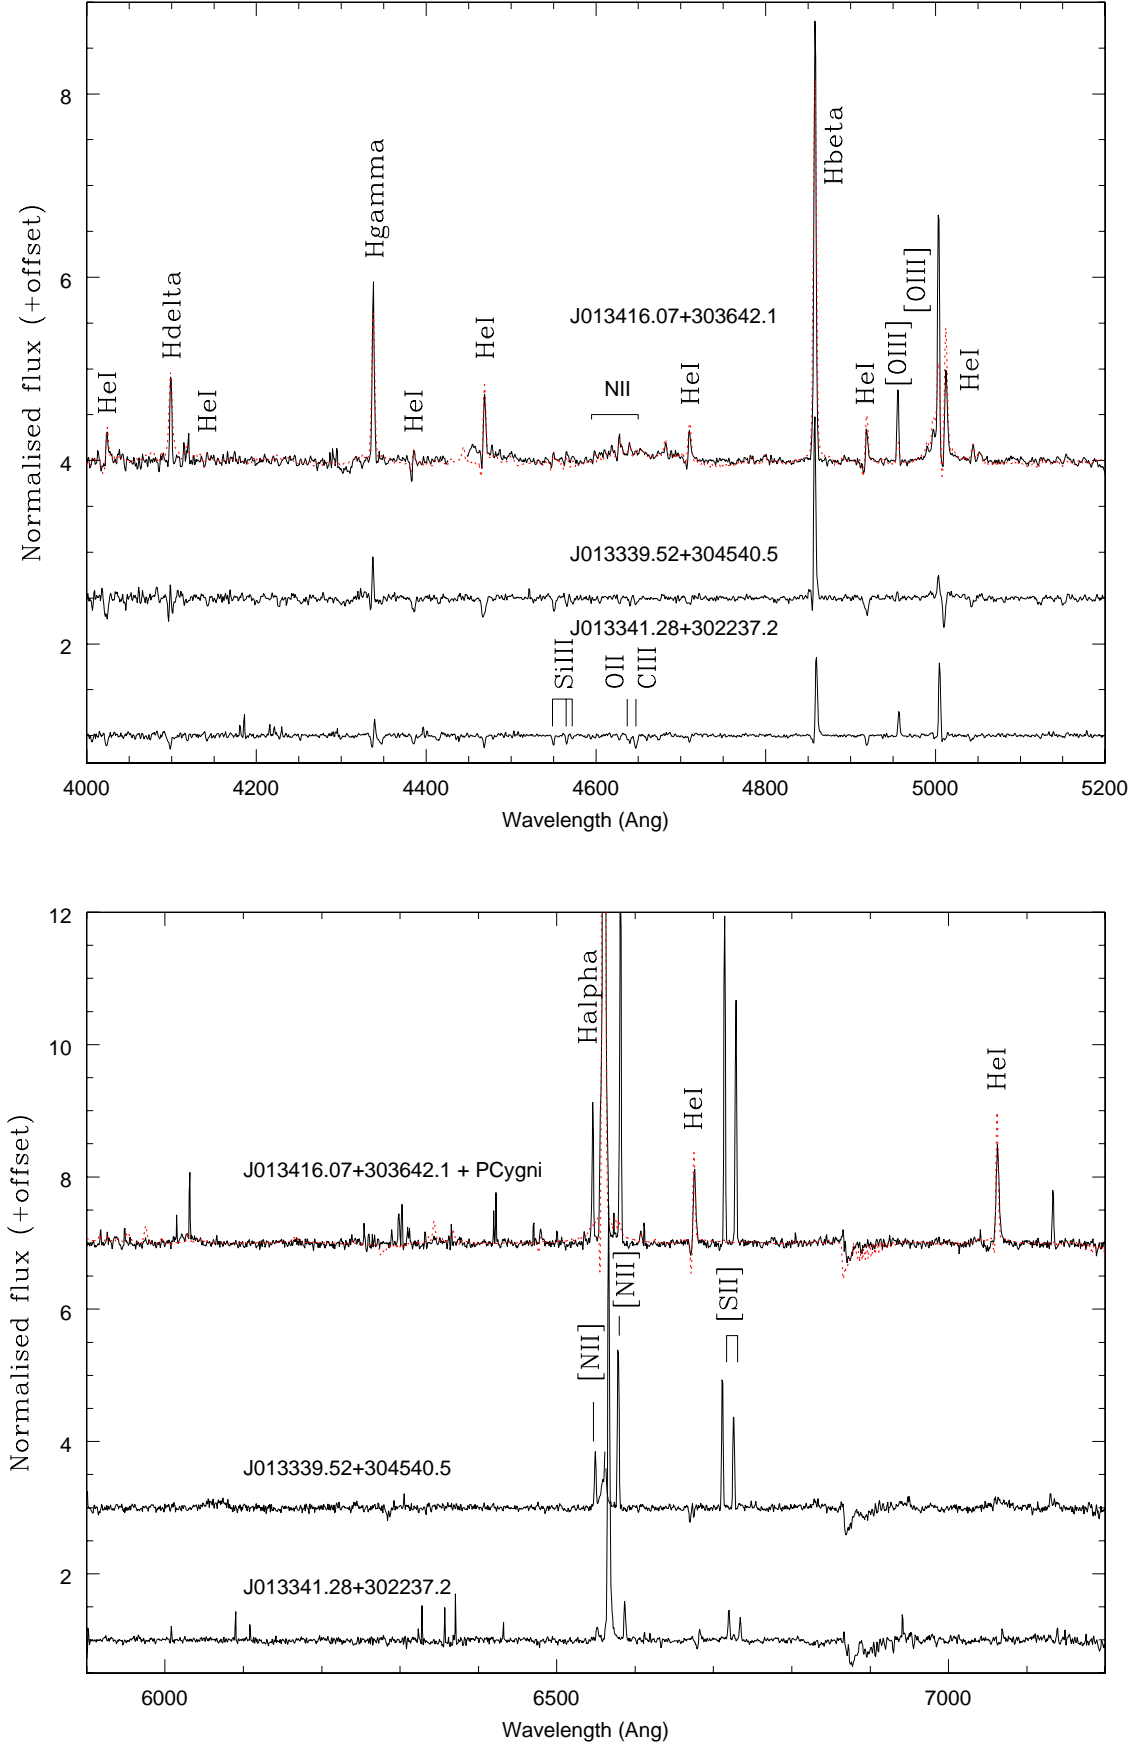 8
6
4
2
Normalised flux (+offset)
HeI
Hdelta
HeI
Hgamma
HeI
HeI
NII
HeI
Hbeta
HeI
[OIII]
[OIII]
HeI
J013416.07+303642.1
J013339.52+304540.5
J013341.28+302237.2
SiIII
OII
CIII
4000
4200
4400
4600
4800
5000
5200
Wavelength (Ang)
12
10
8
6
4
2
Normalised flux (+offset)
Halpha
HeI
HeI
J013416.07+303642.1 + PCygni
[NII]
[NII]
[SII]
J013339.52+304540.5
J013341.28+302237.2
6000
6500
7000
Wavelength (Ang)